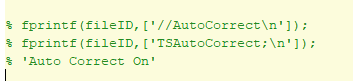 % fprintf(fileID,['//AutoCorrect\n']);
% fprintf(fileID,['TSAutoCorrect;\n']);
% 'Auto Correct On'